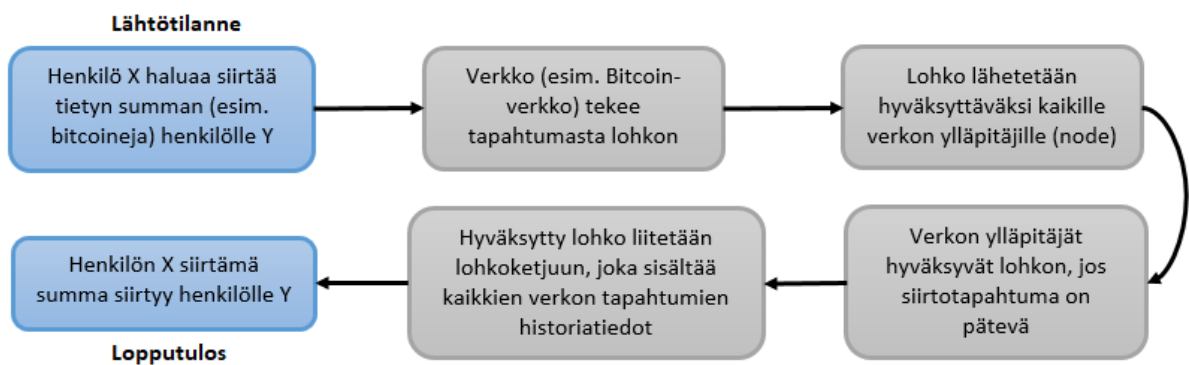 Lähtötilanne
Henkilö X haluaa siirtää
tietyn summan (esim.
bitcoineja) henkilölle Y
Verkko (esim. Bitcoin-
verkko) tekee
tapahtumasta lohkon
Lohko lähetetään
hyväksyttäväksi kaikille
verkon ylläpitäjille (node)
Verkon ylläpitäjät
hyväksyvät lohkon, jos
siirtotapahtuma on
pätevä
Hyväksytty lohko liitetään
lohkoketjuun, joka sisältää
kaikkien verkon tapahtumien
historiatiedot
Henkilön X siirtämä
summa siirtyy henkilölle Y
Lopputulos